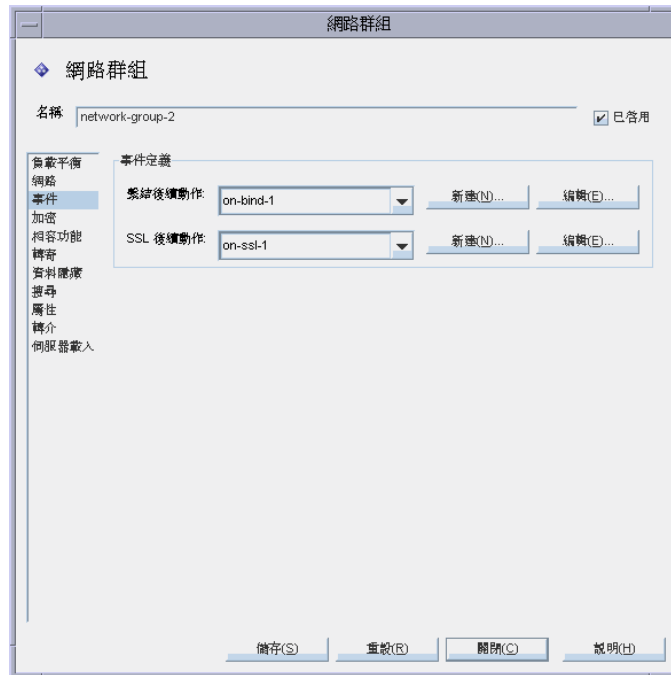 網路群組
網路群組
名稱: network-group-2 已啓用
負載平衡
網路
事件
加密
相容功能
轉寄
資料隱藏
搜尋
屬性
轉介
伺服器載入
事件定義
繫結後續動作: on-bind-1 新建(N)... 編輯(E)...
SSL 後續動作: on-ssl-1 新建(N)... 編輯(E)...
儲存(S) 重設(R) 關閉(C) 說明(H)